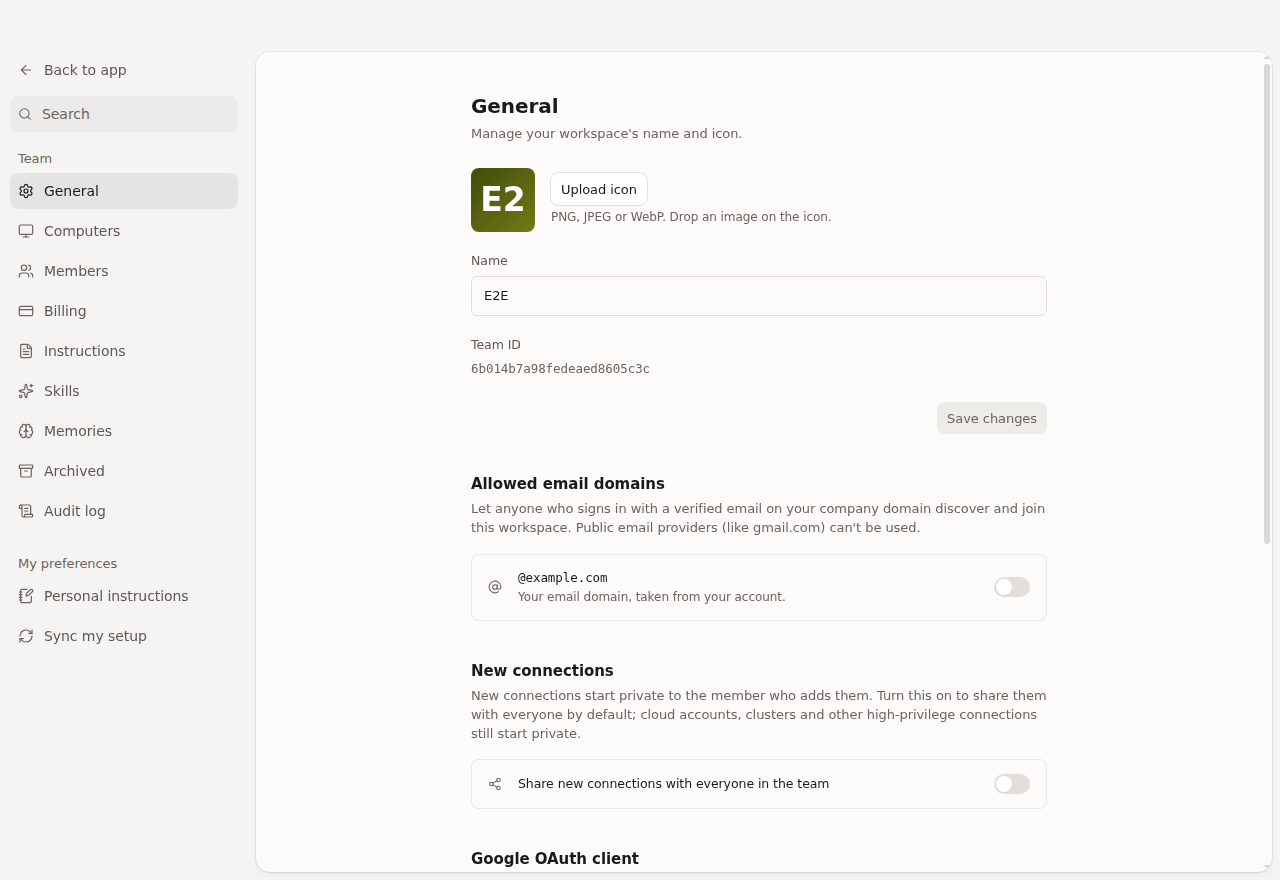 Back to app
Search
Team
General
Computers
Members
Billing
Instructions
Skills
Memories
Archived
Audit log
My preferences
Personal instructions
Sync my setup
General
Manage your workspace's name and icon.
E2
Upload icon
PNG, JPEG or WebP. Drop an image on the icon.
Name
E2E
Team ID
6b014b7a98fedeaed8605c3c
Save changes
Allowed email domains
Let anyone who signs in with a verified email on your company domain discover and join
this workspace. Public email providers (like gmail.com) can't be used.
@example.com
Your email domain, taken from your account.
New connections
New connections start private to the member who adds them. Turn this on to share them
with everyone by default; cloud accounts, clusters and other high-privilege connections
still start private.
Share new connections with everyone in the team
Google OAuth client